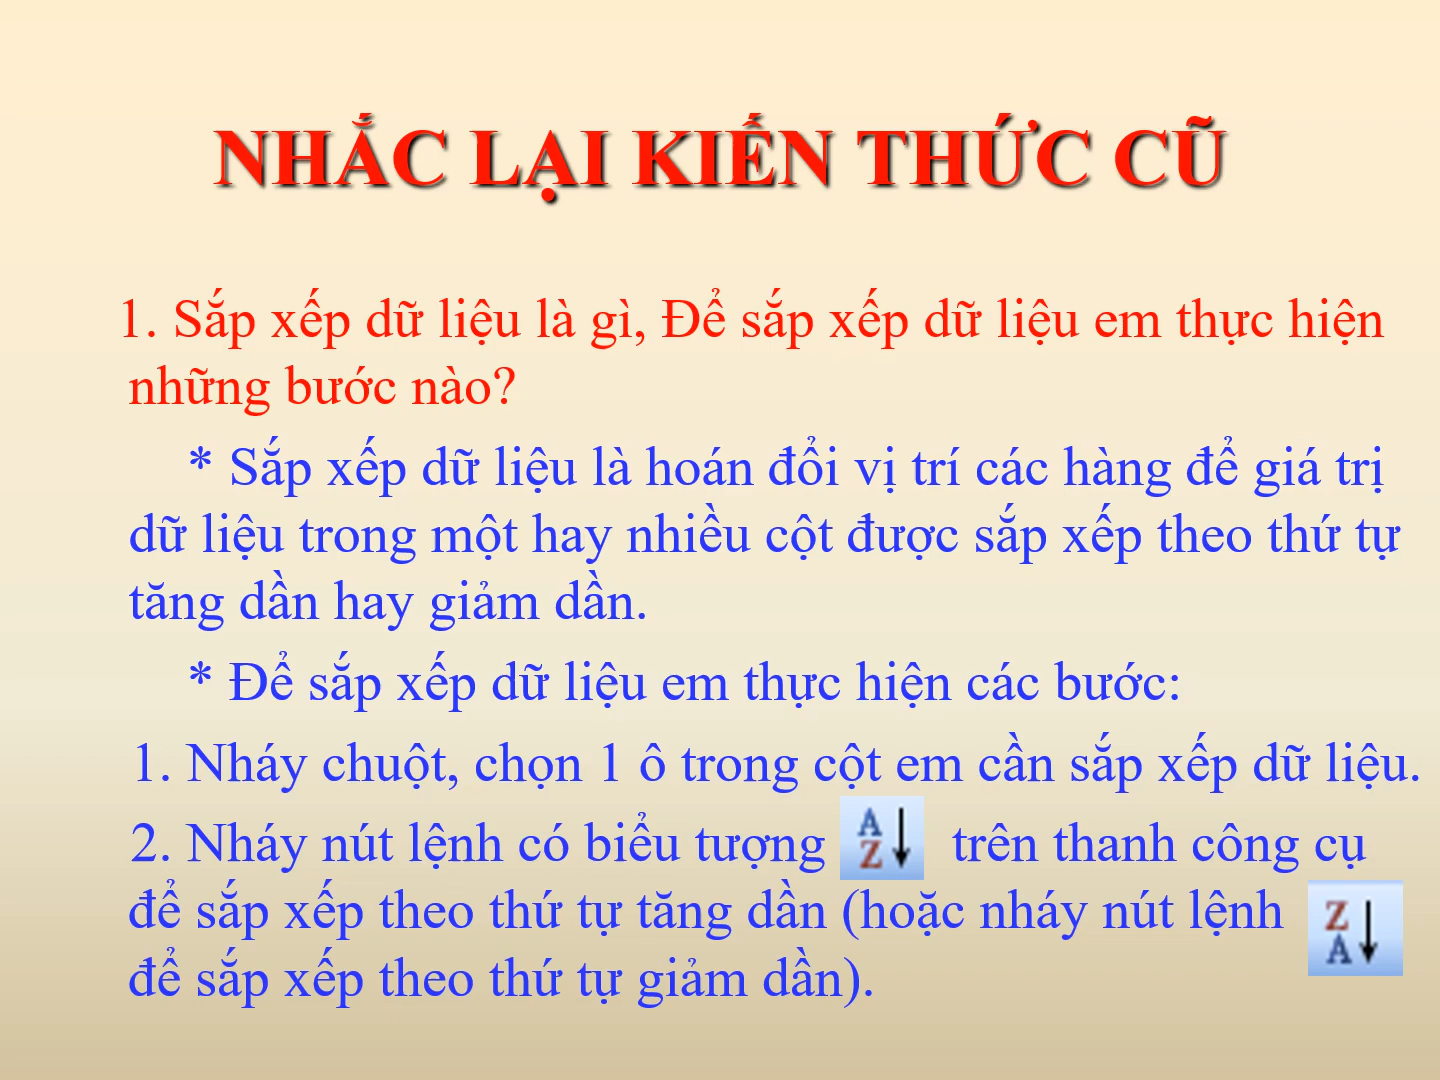 NHẮC LẠI KIẾN THỨC CŨ
1. Sắp xếp dữ liệu là gì, Để sắp xếp dữ liệu em thực hiện
những bước nào?
* Sắp xếp dữ liệu là hoán đổi vị trí các hàng để giá trị
dữ liệu trong một hay nhiều cột được sắp xếp theo thứ tự
tăng dần hay giảm dần.
* Để sắp xếp dữ liệu em thực hiện các bước:
1. Nháy chuột, chọn 1 ô trong cột em cần sắp xếp dữ liệu.
2. Nháy nút lệnh có biểu tượng AZ trên thanh công cụ
để sắp xếp theo thứ tự tăng dần (hoặc nháy nút lệnh ZA
để sắp xếp theo thứ tự giảm dần).